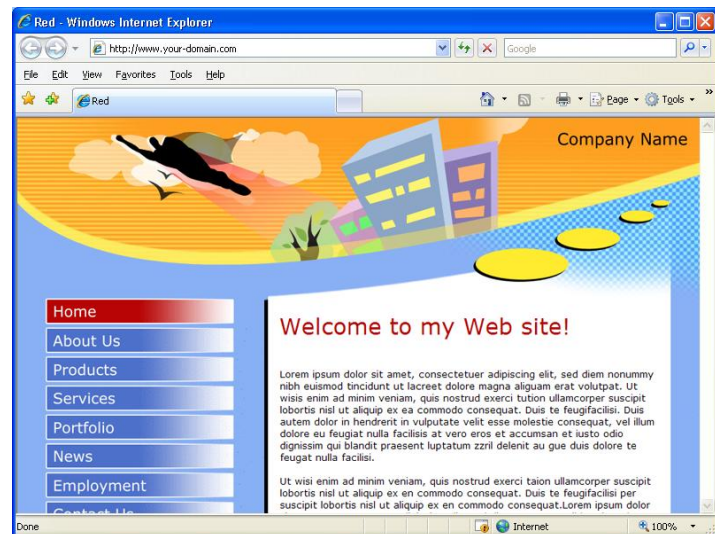 Red - Windows Internet Explorer
http://www.your-domain.com
Google
File Edit View Favorites Tools Help
Red
Page Tools
Company Name
Home
About Us
Products
Services
Portfolio
News
Employment
Contact Us
Welcome to my Web site!
Lorem ipsum dolor sit amet, consectetuer adipiscing elit, sed diem nonummy
nibh euismod tincidunt ut lacreet dolore magna aliguam erat volutpat. Ut
wisis enim ad minim veniam, quis nostrud exerci tution ullamcorper suscipit
lobortis nisl ut aliquip ex ea commodo consequat. Duis te feugifacilisi. Duis
autem dolor in hendrerit in vulputate velit esse molestie consequat, vel illum
dolore eu feugiat nulla facilisis at vero eros et accumsan et iusto odio
dignissim qui blandit praesent luptatum zzril delenit au gue duis dolore te
feugat nulla facilisi.
Ut wisi enim ad minim veniam, quis nostrud exerci taion ullamcorper suscipit
lobortis nisl ut aliquip ex en commodo consequat. Duis te feugifacilisi per
suscipit lobortis nisl ut aliquip ex en commodo consequat.Lorem ipsum dolor
Done
Internet
100%